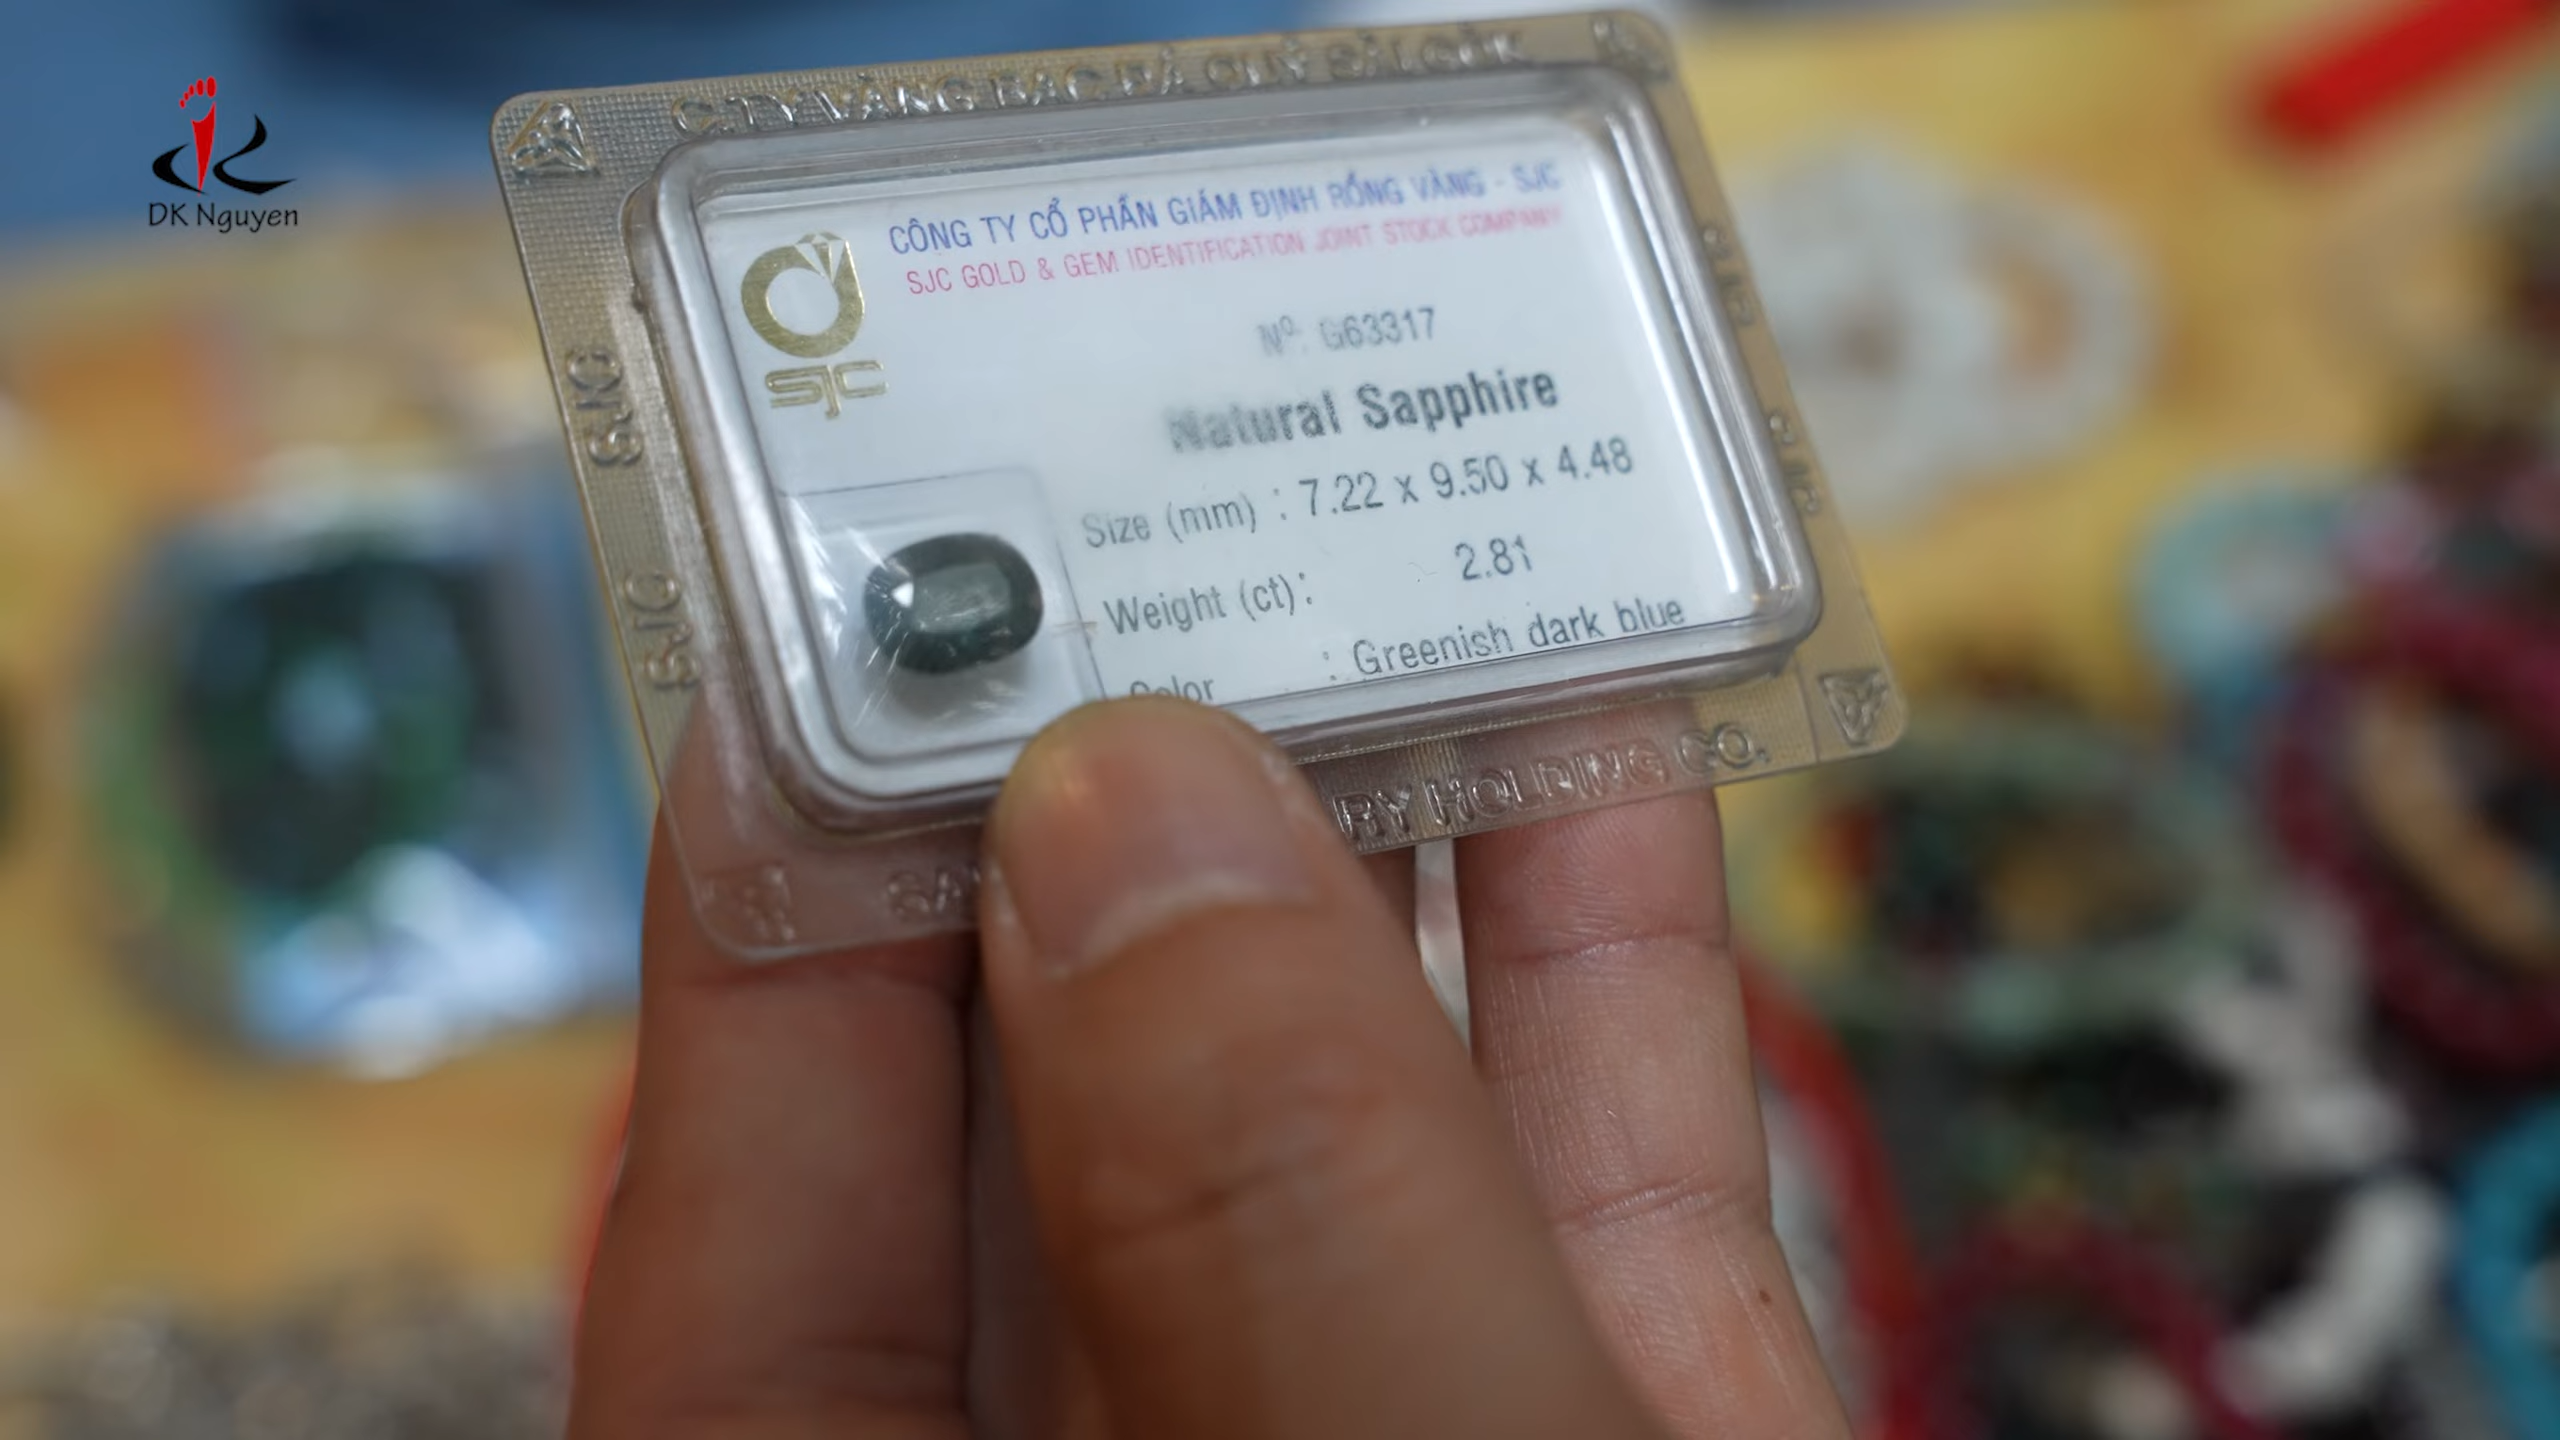 DK Nguyen
C.TY VÀNG BẠC ĐÁ QUÝ SÀI GÒN
CÔNG TY CỔ PHẦN GIÁM ĐỊNH RỒNG VÀNG - SJC
SJC GOLD & GEM IDENTIFICATION JOINT STOCK COMPANY
SJC
Nº: G63317
Natural Sapphire
Size (mm) : 7.22 x 9.50 x 4.48
Weight (ct): 2.81
Color : Greenish dark blue
SJC
SJC
SJC
SJC
RY HOLDING CO.